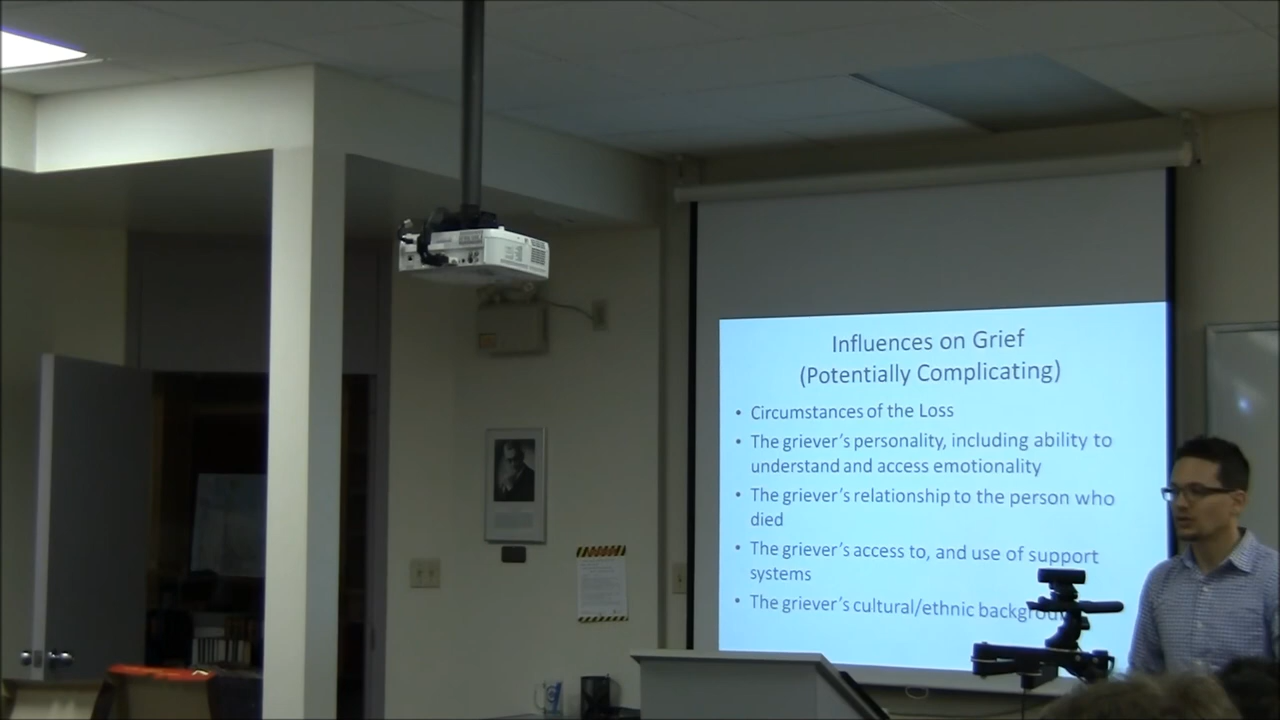 Influences on Grief
(Potentially Complicating)
• Circumstances of the Loss
• The griever's personality, including ability to
understand and access emotionality
• The griever's relationship to the person who
died
• The griever's access to, and use of support
systems
• The griever's cultural/ethnic background